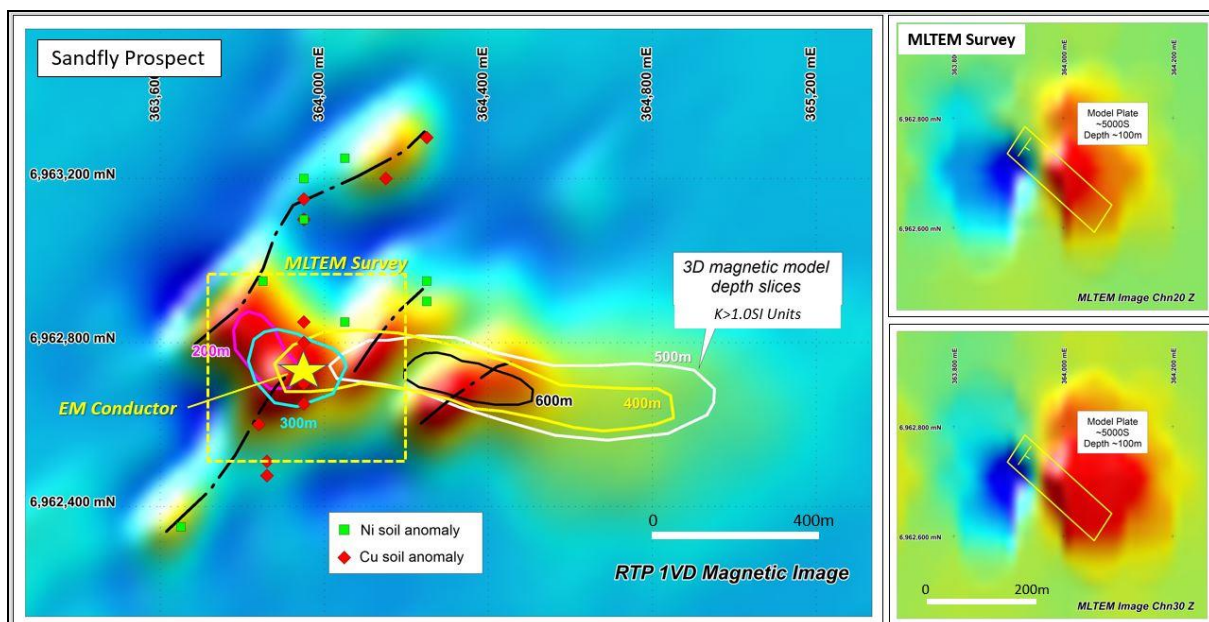 Sandfly Prospect
363,600
364,000 mE
364,400 mE
364,800 mE
365,200 mE
6,963,200 mN
MLTEM Survey
3D magnetic model
depth slices
K>1.0SI Units
6,962,800 mN
200m
500m
EM Conductor
300m
600m
400m
6,962,400 mN
Ni soil anomaly
Cu soil anomaly
0 400m
RTP 1VD Magnetic Image
MLTEM Survey
363,800 mE
364,000 mE
364,200 mE
6,962,800 mN
Model Plate
~5000S
Depth ~100m
6,962,600 mN
MLTEM Image Chn20 Z
363,800 mE
364,000 mE
364,200 mE
6,962,800 mN
Model Plate
~5000S
Depth ~100m
6,962,600 mN
0 200m
MLTEM Image Chn30 Z